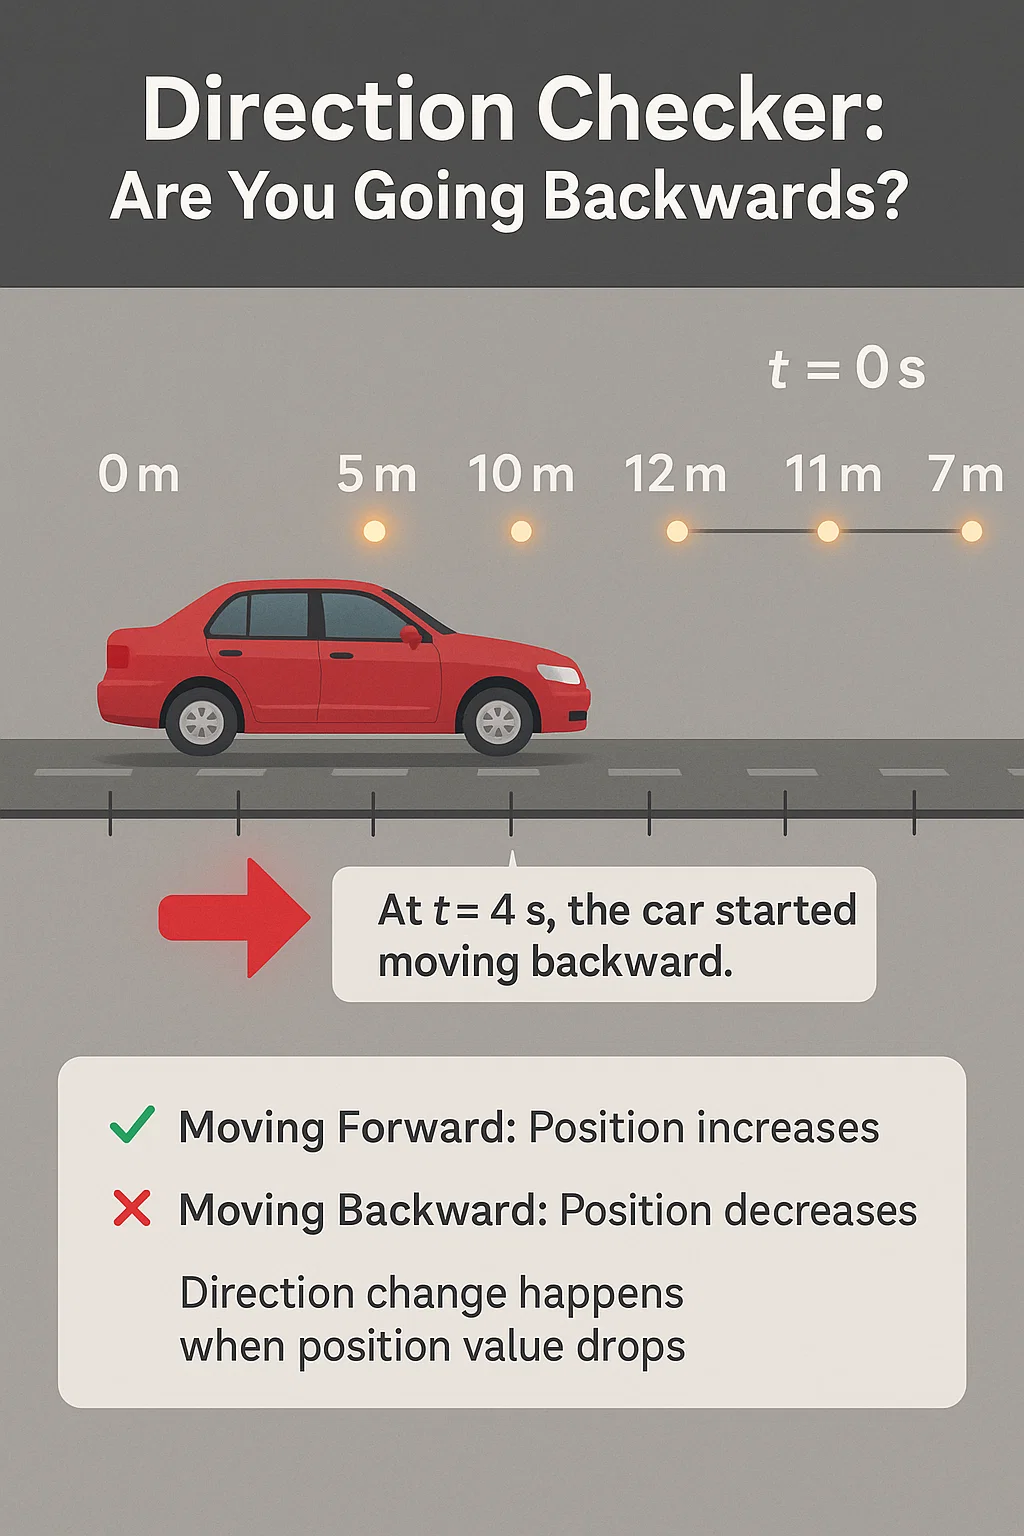 Direction Checker:
Are You Going Backwards?
t = 0 s
0 m 5 m 10 m 12 m 11 m 7 m
At t = 4 s, the car started
moving backward.
✓ Moving Forward: Position increases
✗ Moving Backward: Position decreases
Direction change happens
when position value drops